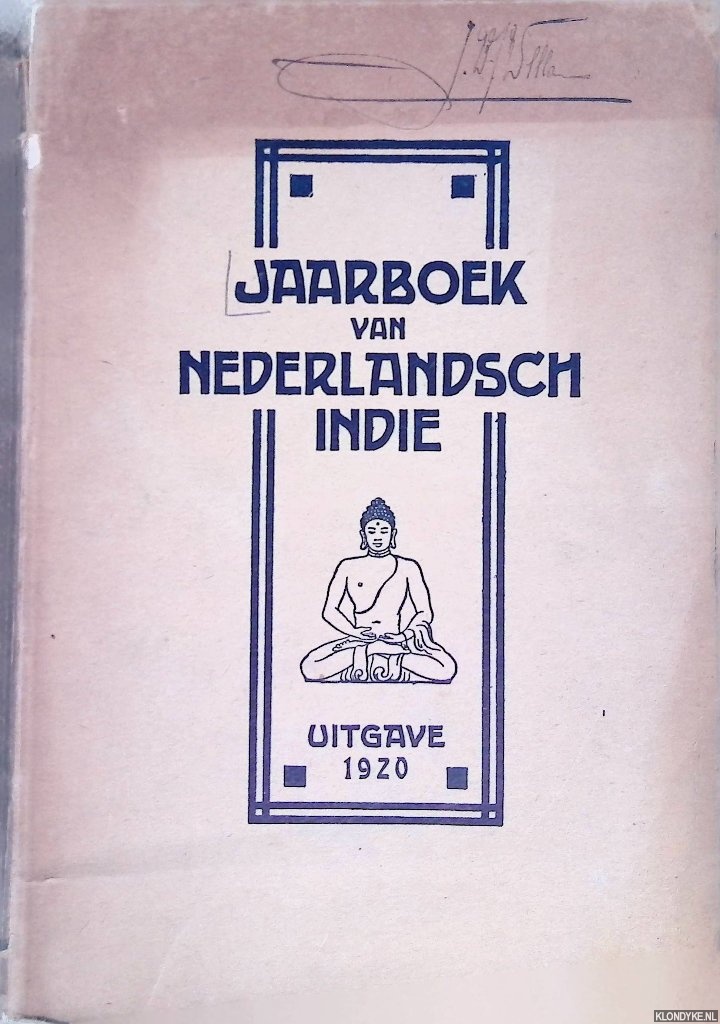 JAARBOEK
VAN
NEDERLANDSCH
INDIE
UITGAVE
1920
KLONDYKE.NL